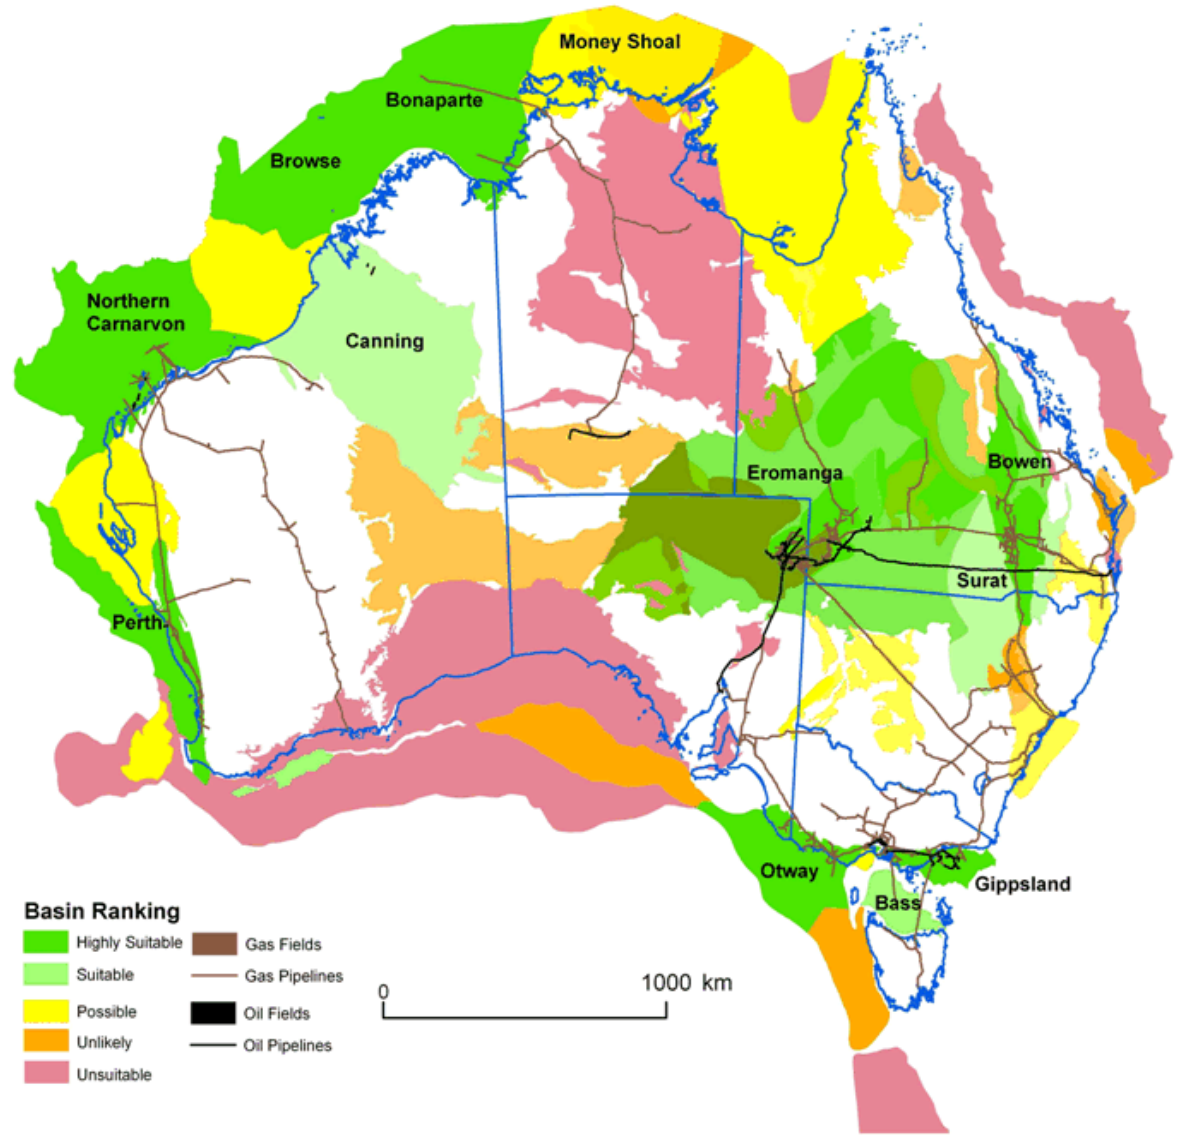 Money Shoal
Bonaparte
Browse
Northern
Carnarvon
Canning
Eromanga
Bowen
Surat
Perth
Otway
Gippsland
Bass
Basin Ranking
Highly Suitable
Suitable
Possible
Unlikely
Unsuitable
Gas Fields
Gas Pipelines
Oil Fields
Oil Pipelines
0
1000 km